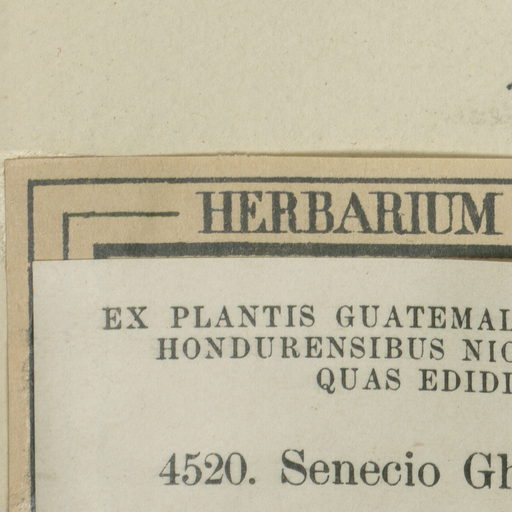 HERBARIUM
EX PLANTIS GUATEMAL
HONDURENSIBUS NIC
QUAS EDIDI
4520. Senecio Gh